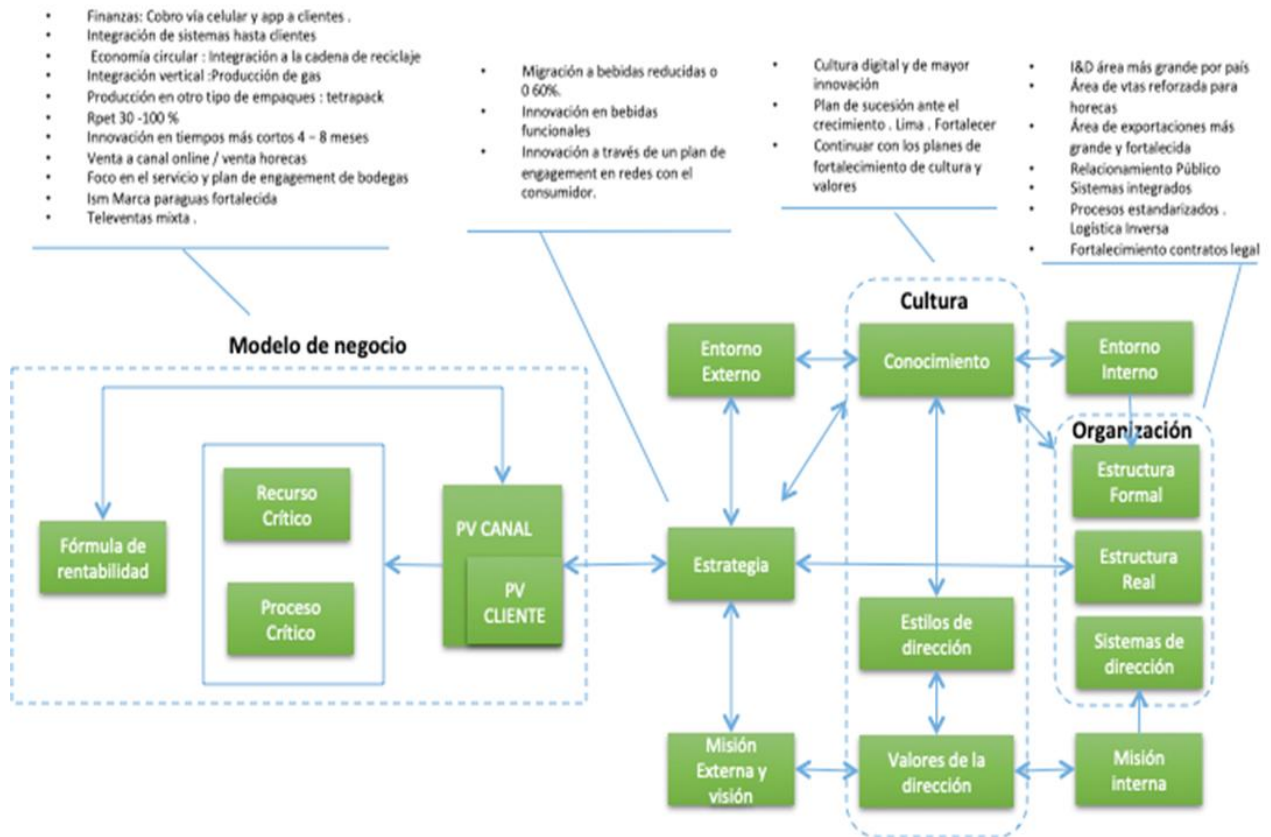 • Finanzas: Cobro vía celular y app a clientes .
• Integración de sistemas hasta clientes
• Economía circular : Integración a la cadena de reciclaje
• Integración vertical :Producción de gas
• Producción en otro tipo de empaques : tetrapack
• Rpet 30 -100 %
• Innovación en tiempos más cortos 4 – 8 meses
• Venta a canal online / venta horecas
• Foco en el servicio y plan de engagement de bodegas
• Ism Marca paraguas fortalecida
• Televentas mixta .
• Migración a bebidas reducidas o
0 60%.
• Innovación en bebidas
funcionales
• Innovación a través de un plan de
engagement en redes con el
consumidor.
• Cultura digital y de mayor
innovación
• Plan de sucesión ante el
crecimiento . Lima . Fortalecer
• Continuar con los planes de
fortalecimiento de cultura y
valores
• I&D área más grande por país
• Área de vtas reforzada para
horecas
• Área de exportaciones más
grande y fortalecida
• Relacionamiento Público
• Sistemas integrados
• Procesos estandarizados .
Logística Inversa
• Fortalecimiento contratos legal
Modelo de negocio
Fórmula de
rentabilidad
Recurso
Crítico
Proceso
Crítico
PV CANAL
PV
CLIENTE
Entorno
Externo
Estrategia
Misión
Externa y
visión
Cultura
Conocimiento
Estilos de
dirección
Valores de la
dirección
Entorno
Interno
Organización
Estructura
Formal
Estructura
Real
Sistemas de
dirección
Misión
interna